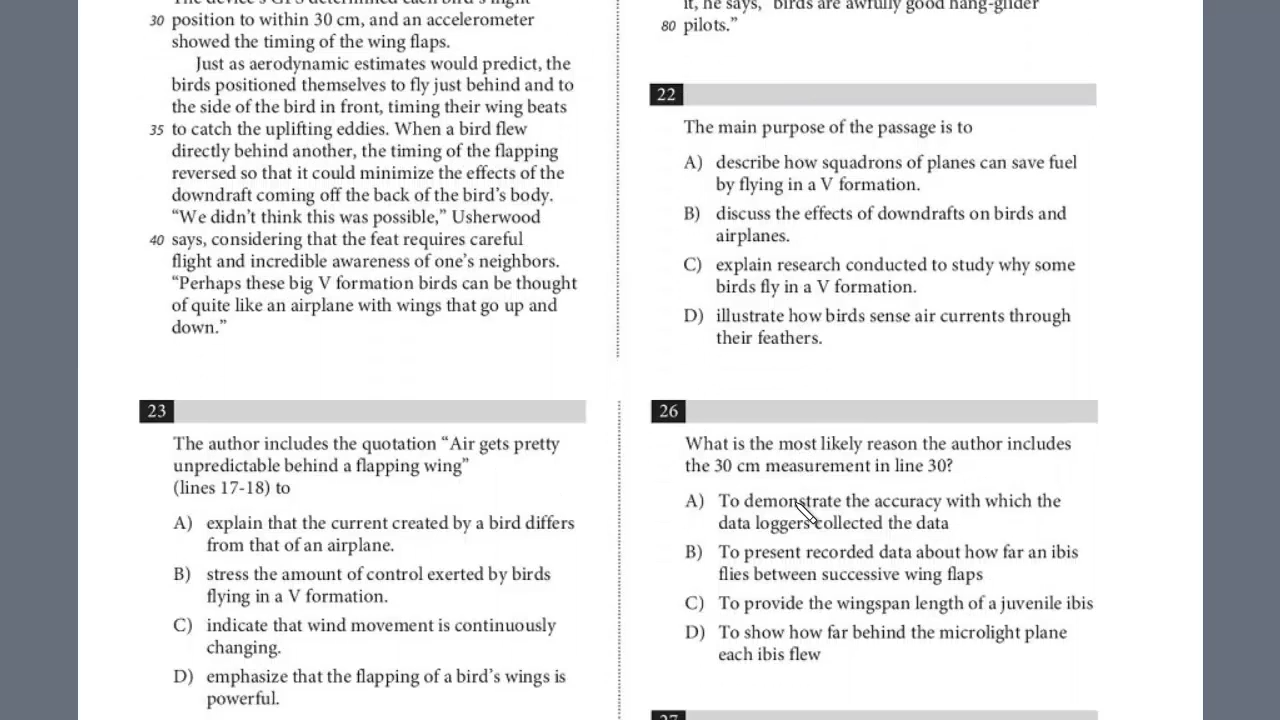 30 position to within 30 cm, and an accelerometer
showed the timing of the wing flaps.
Just as aerodynamic estimates would predict, the
birds positioned themselves to fly just behind and to
the side of the bird in front, timing their wing beats
35 to catch the uplifting eddies. When a bird flew
directly behind another, the timing of the flapping
reversed so that it could minimize the effects of the
downdraft coming off the back of the bird’s body.
“We didn’t think this was possible,” Usherwood
40 says, considering that the feat requires careful
flight and incredible awareness of one’s neighbors.
“Perhaps these big V formation birds can be thought
of quite like an airplane with wings that go up and
down.”
it, he says, “birds are awfully good hang-glider
80 pilots.”
22
The main purpose of the passage is to
A) describe how squadrons of planes can save fuel
by flying in a V formation.
B) discuss the effects of downdrafts on birds and
airplanes.
C) explain research conducted to study why some
birds fly in a V formation.
D) illustrate how birds sense air currents through
their feathers.
23
The author includes the quotation “Air gets pretty
unpredictable behind a flapping wing”
(lines 17-18) to
A) explain that the current created by a bird differs
from that of an airplane.
B) stress the amount of control exerted by birds
flying in a V formation.
C) indicate that wind movement is continuously
changing.
D) emphasize that the flapping of a bird’s wings is
powerful.
26
What is the most likely reason the author includes
the 30 cm measurement in line 30?
A) To demonstrate the accuracy with which the
data loggers collected the data
B) To present recorded data about how far an ibis
flies between successive wing flaps
C) To provide the wingspan length of a juvenile ibis
D) To show how far behind the microlight plane
each ibis flew